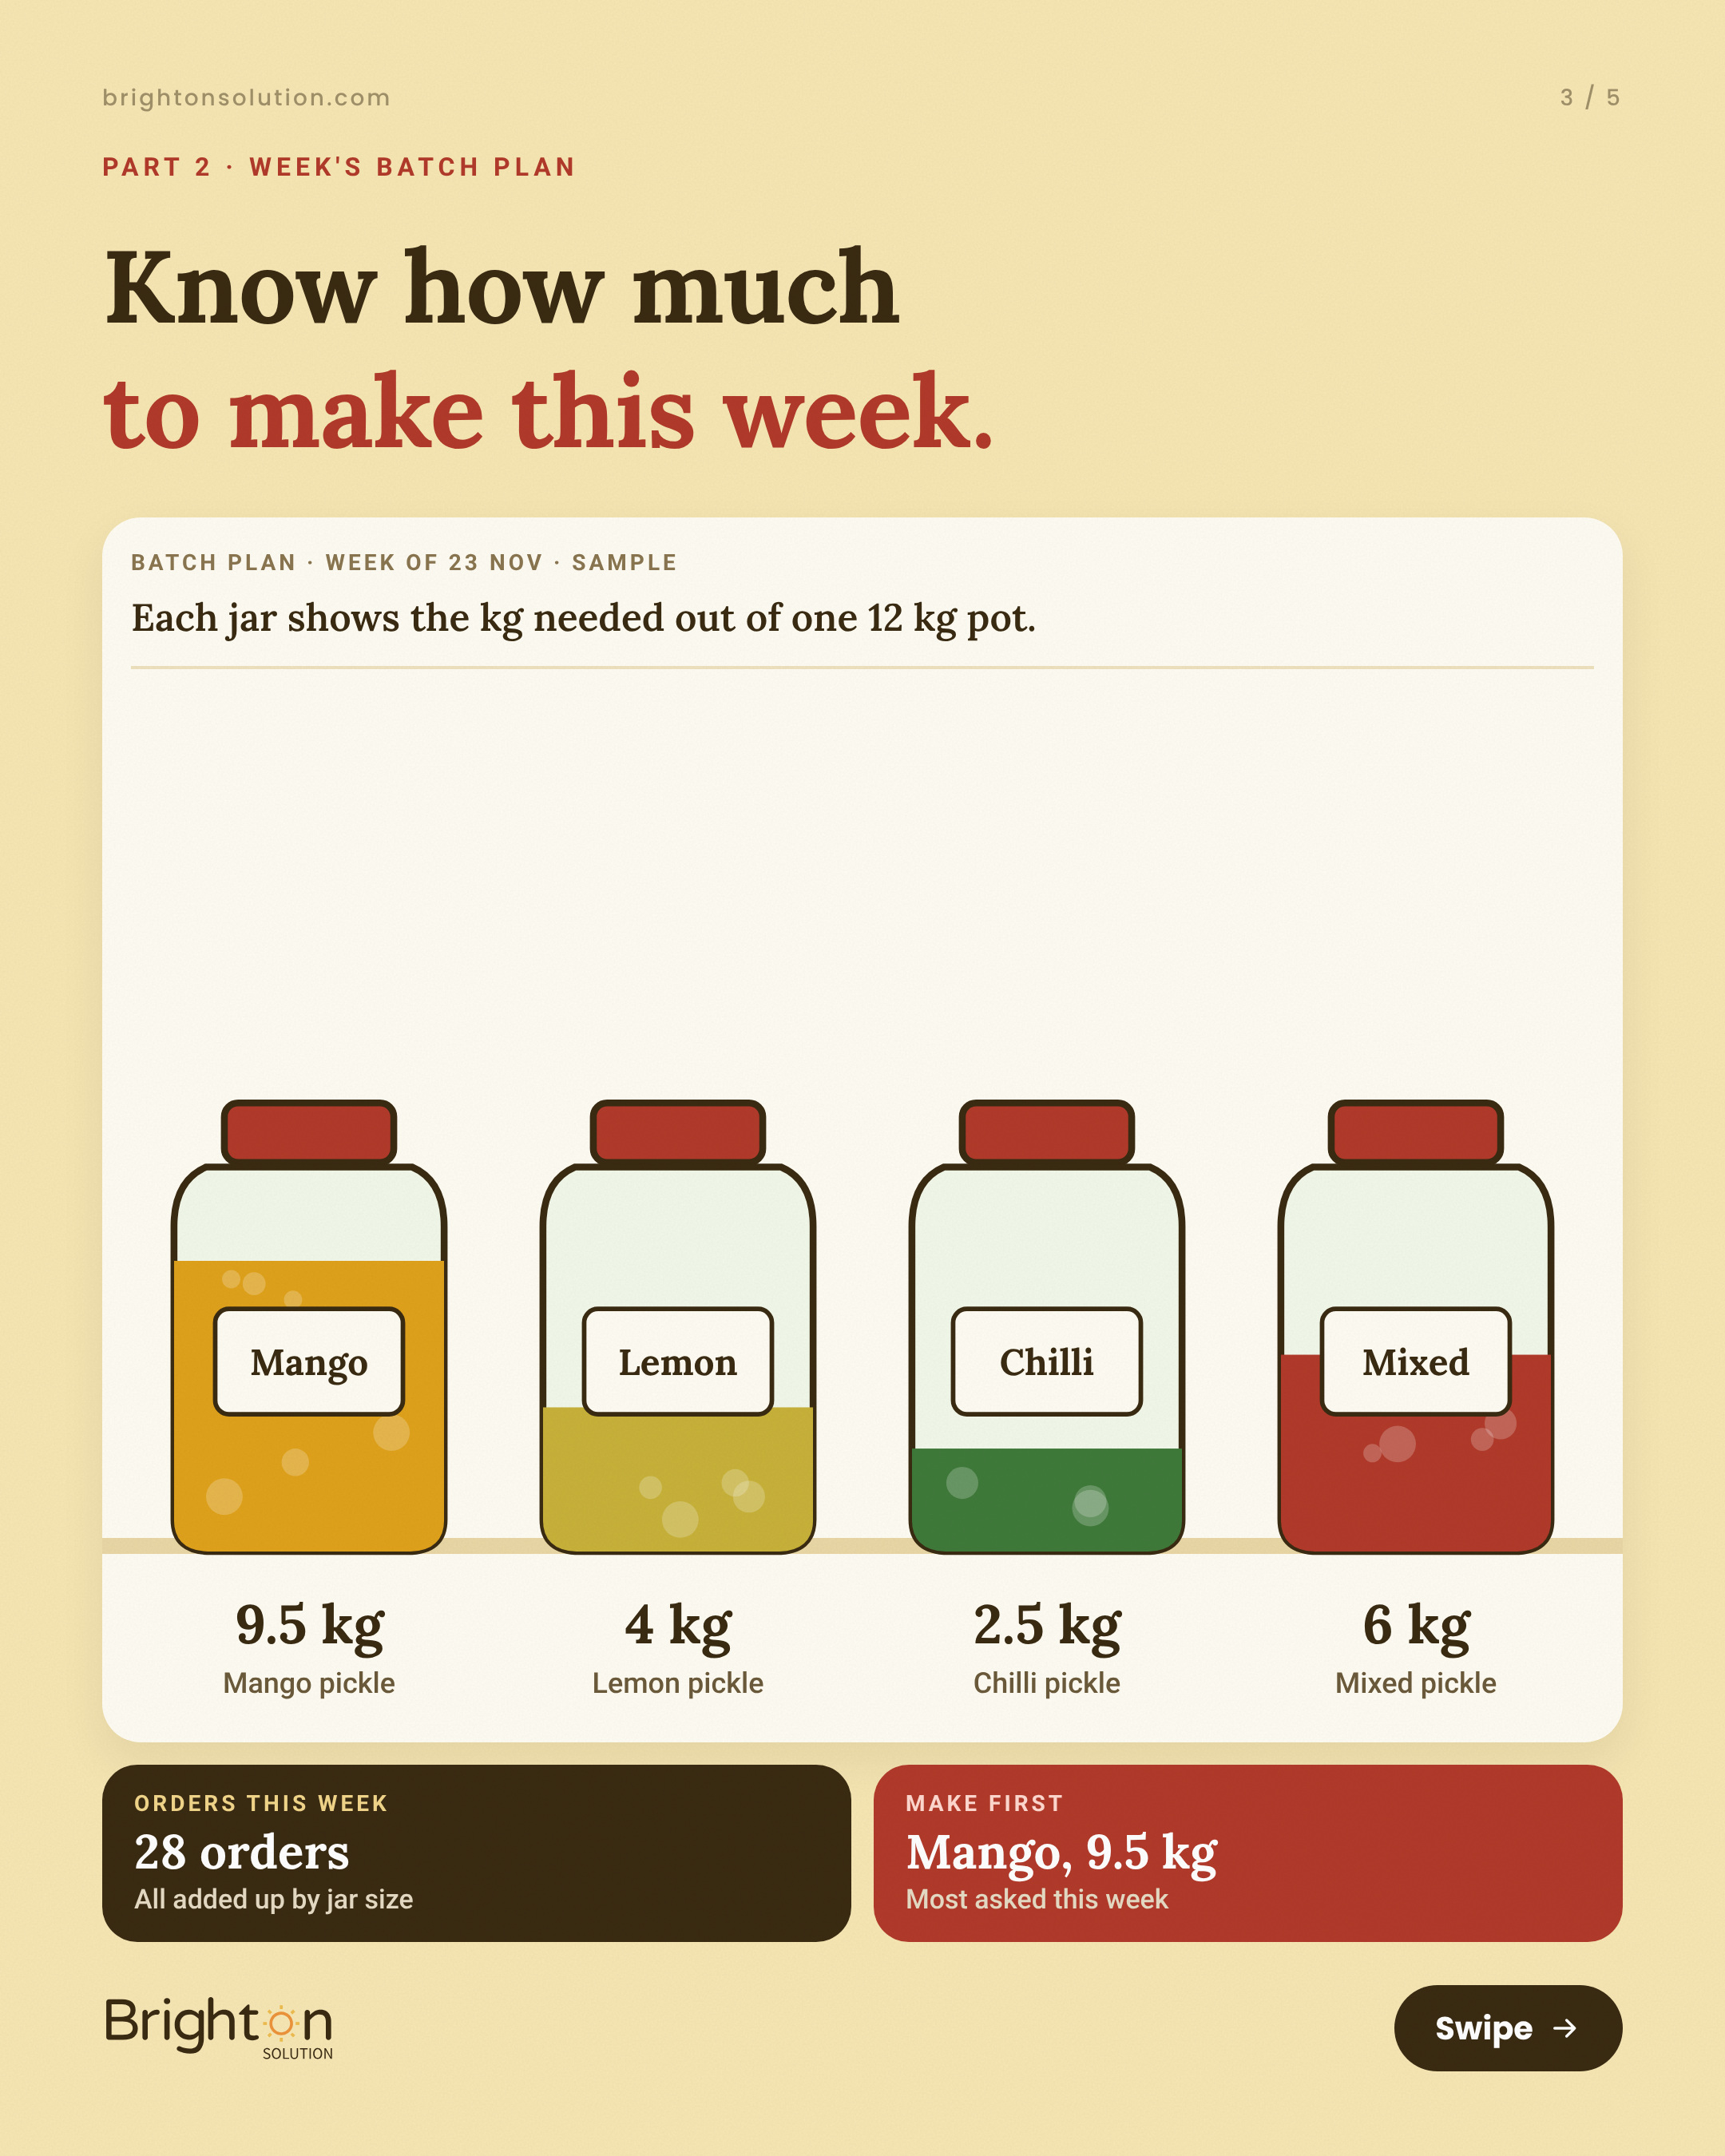 brightonsolution.com
3 / 5
PART 2 · WEEK'S BATCH PLAN
Know how much
to make this week.
BATCH PLAN · WEEK OF 23 NOV · SAMPLE
Each jar shows the kg needed out of one 12 kg pot.
Mango
Lemon
Chilli
Mixed
9.5 kg
4 kg
2.5 kg
6 kg
Mango pickle
Lemon pickle
Chilli pickle
Mixed pickle
ORDERS THIS WEEK
28 orders
All added up by jar size
MAKE FIRST
Mango, 9.5 kg
Most asked this week
Brighton
SOLUTION
Swipe →